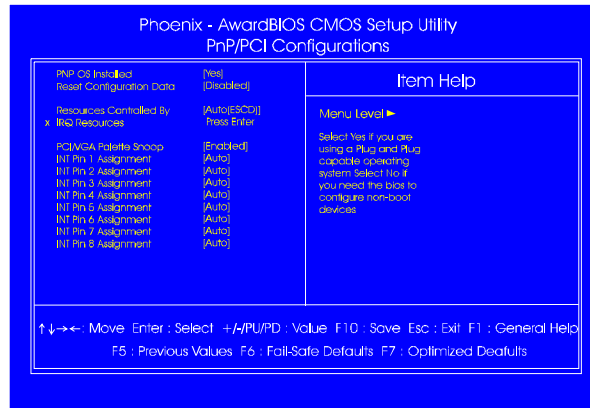 Phoenix - AwardBIOS CMOS Setup Utility
PnP/PCI Configurations
PNP OS Installed [Yes]
Reset Configuration Data [Disabled]
Resources Controlled By [Auto(ESCD)]
x IRQ Resources Press Enter
PCI/VGA Palette Snoop [Enabled]
INT Pin 1 Assignment [Auto]
INT Pin 2 Assignment [Auto]
INT Pin 3 Assignment [Auto]
INT Pin 4 Assignment [Auto]
INT Pin 5 Assignment [Auto]
INT Pin 6 Assignment [Auto]
INT Pin 7 Assignment [Auto]
INT Pin 8 Assignment [Auto]
Item Help
Menu Level ►
Select Yes if you are
using a Plug and Plug
capable operating
system Select No if
you need the bios to
configure non-boot
devices
↑↓→←: Move Enter : Select +/-/PU/PD : Value F10 : Save Esc : Exit F1 : General Help
F5 : Previous Values F6 : Fail-Safe Defaults F7 : Optimized Deafults